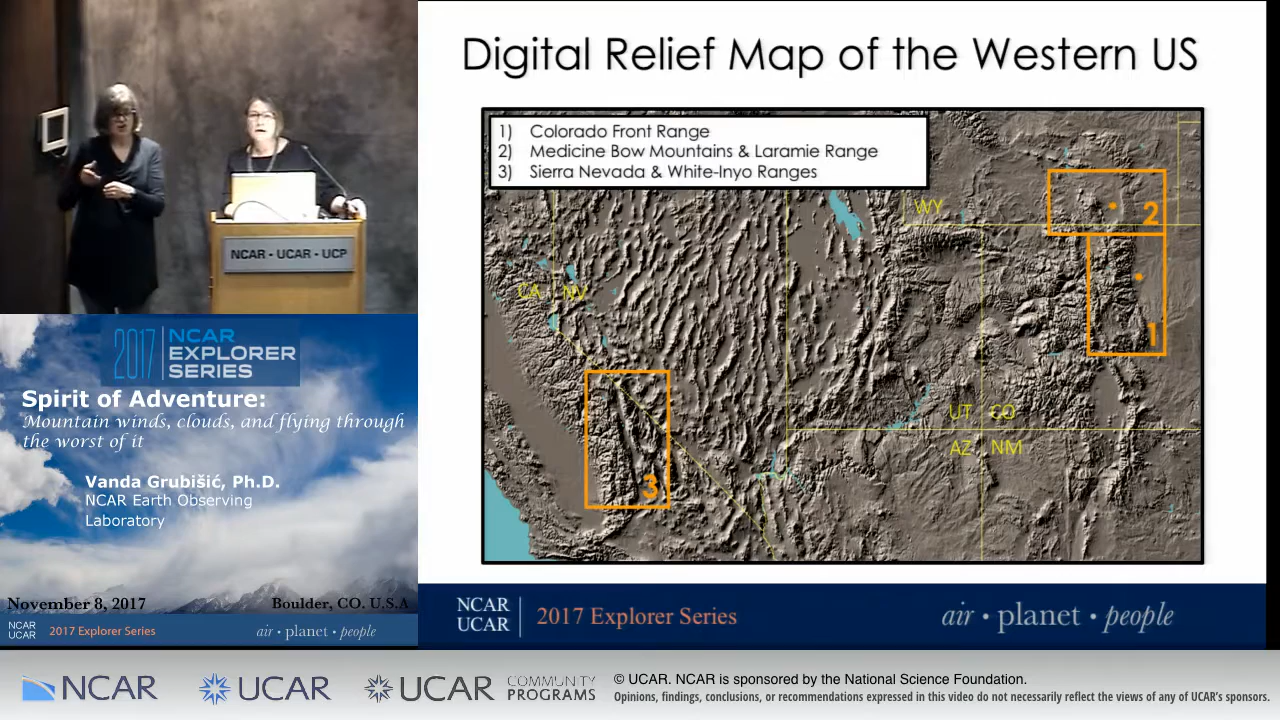 NCAR • UCAR • UCP
2017
NCAR
EXPLORER
SERIES
Spirit of Adventure:
Mountain winds, clouds, and flying through
the worst of it
Vanda Grubišić, Ph.D.
NCAR Earth Observing
Laboratory
November 8, 2017
Boulder, CO. U.S.A
NCAR
UCAR
2017 Explorer Series
air • planet • people
Digital Relief Map of the Western US
1) Colorado Front Range
2) Medicine Bow Mountains & Laramie Range
3) Sierra Nevada & White-Inyo Ranges
WY
2
CA NV
1
UT CO
AZ NM
3
NCAR
UCAR
2017 Explorer Series
air • planet • people
NCAR
UCAR
UCAR
COMMUNITY
PROGRAMS
© UCAR. NCAR is sponsored by the National Science Foundation.
Opinions, findings, conclusions, or recommendations expressed in this video do not necessarily reflect the views of any of UCAR's sponsors.